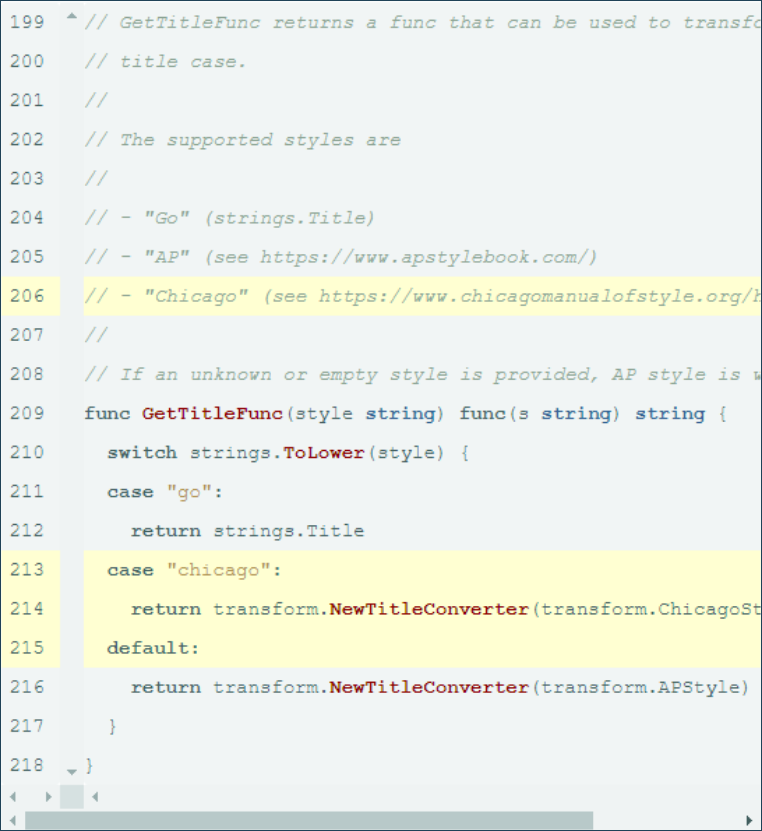 199 // GetTitleFunc returns a func that can be used to transfo
200 // title case.
201 //
202 // The supported styles are
203 //
204 // - "Go" (strings.Title)
205 // - "AP" (see https://www.apstylebook.com/)
206 // - "Chicago" (see https://www.chicagomanualofstyle.org/h
207 //
208 // If an unknown or empty style is provided, AP style is w
209 func GetTitleFunc(style string) func(s string) string {
210   switch strings.ToLower(style) {
211   case "go":
212     return strings.Title
213   case "chicago":
214     return transform.NewTitleConverter(transform.ChicagoSt
215   default:
216     return transform.NewTitleConverter(transform.APStyle)
217   }
218 }